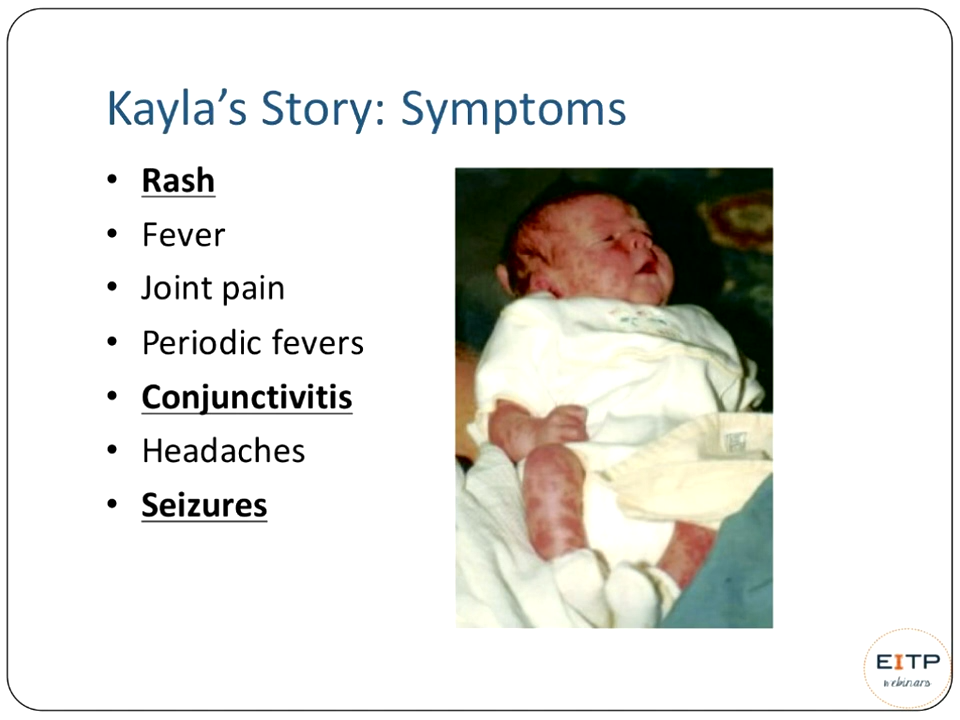 Kayla's Story: Symptoms
• Rash
• Fever
• Joint pain
• Periodic fevers
• Conjunctivitis
• Headaches
• Seizures
EITP
webinars